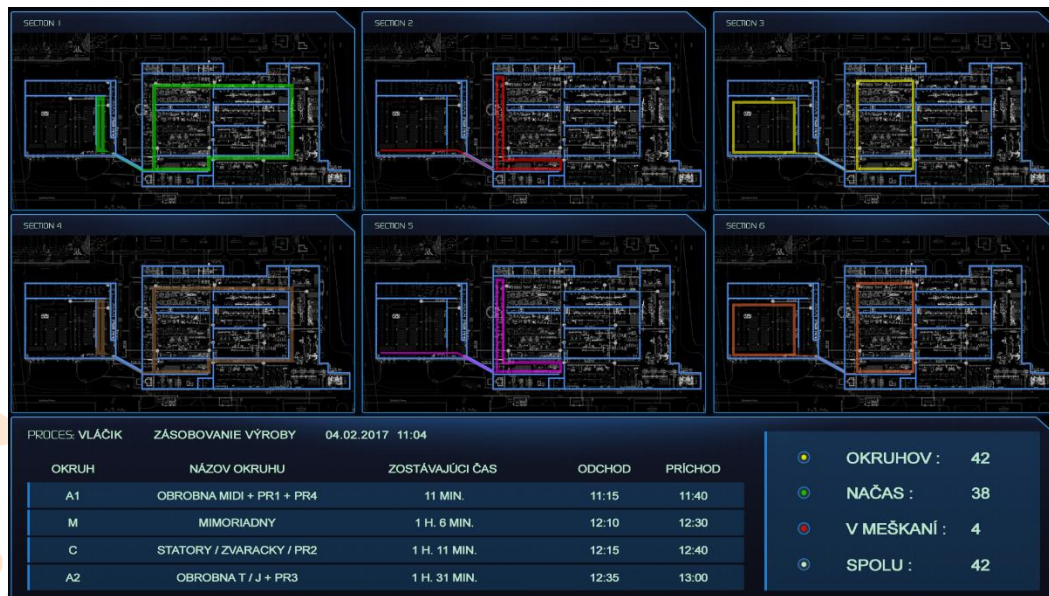 SECTION 1
SECTION 2
SECTION 3
SECTION 4
SECTION 5
SECTION 6
PROCES: VLÁČIK ZÁSOBOVANIE VÝROBY 04.02.2017 11:04
OKRUH NÁZOV OKRUHU ZOSTÁVAJÚCI ČAS ODCHOD PRÍCHOD
A1 OBROBNA MIDI + PR1 + PR4 11 MIN. 11:15 11:40
M MIMORIADNY 1 H. 6 MIN. 12:10 12:30
C STATORY / ZVARACKY / PR2 1 H. 11 MIN. 12:15 12:40
A2 OBROBNA T / J + PR3 1 H. 31 MIN. 12:35 13:00
OKRUHOV : 42
NAČAS : 38
V MEŠKANÍ : 4
SPOLU : 42